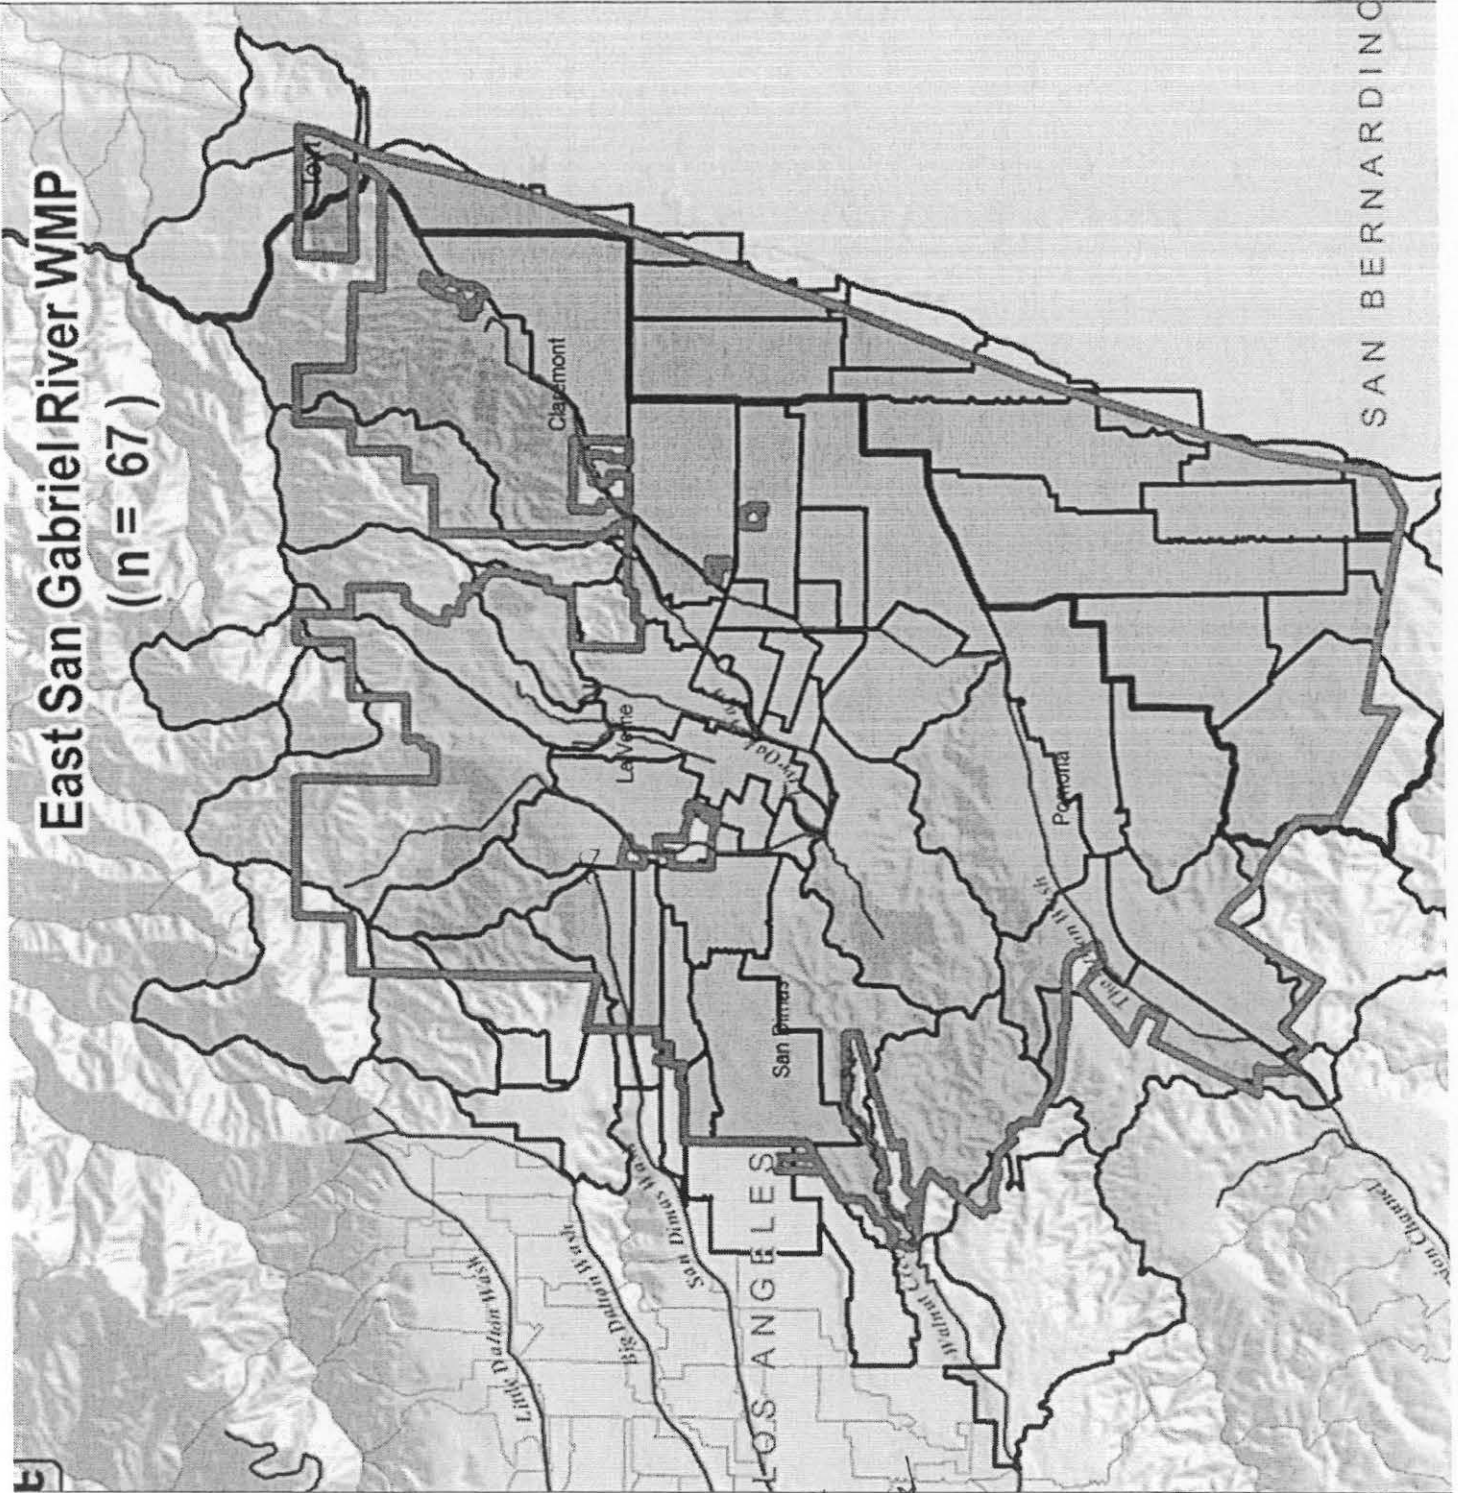 East San Gabriel River WMP
(n = 67 )
Claremont
La Verne
San Dimas
Pomona
Little Dalton Wash
Big Dalton Wash
San Dimas Wash
Walnut
LOS ANGELES
SAN BERNARDINO